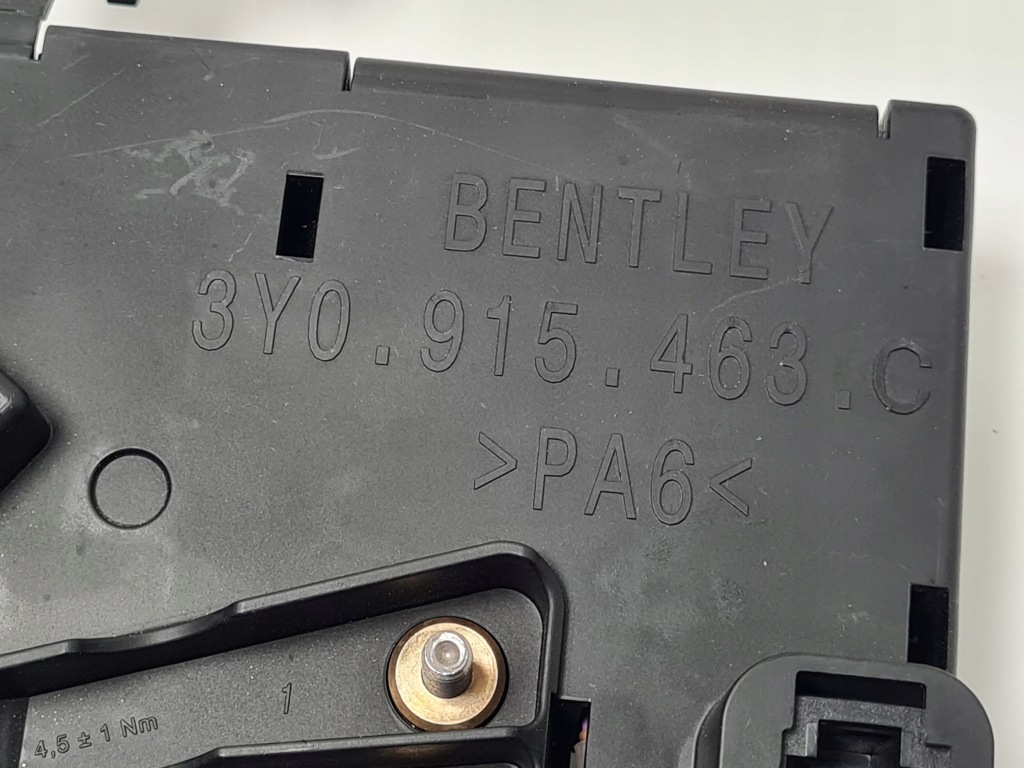 BENTLEY
3Y0.915.463.C
>PA6<
1
4,5 ± 1 Nm